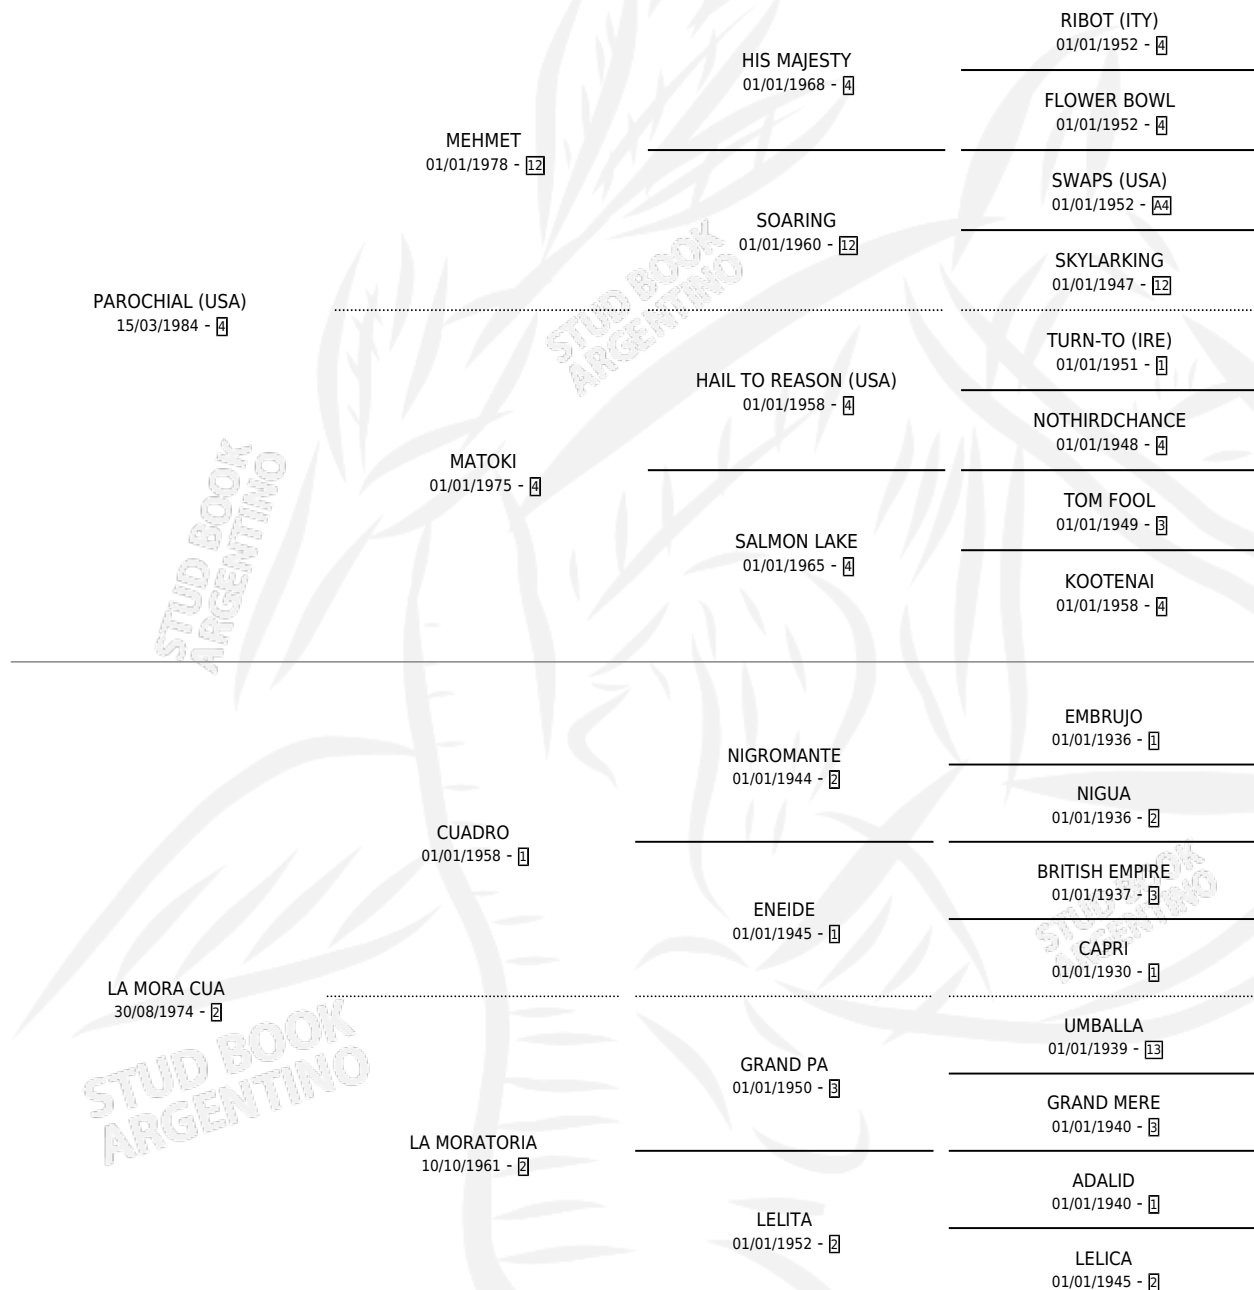 RIBOT (ITY)
01/01/1952 - 4
HIS MAJESTY
01/01/1968 - 4
FLOWER BOWL
01/01/1952 - 4
MEHMET
01/01/1978 - 12
SWAPS (USA)
01/01/1952 - A4
SOARING
01/01/1960 - 12
SKYLARKING
01/01/1947 - 12
PAROCHIAL (USA)
15/03/1984 - 4
STUD BOOK
ARGENTINO
TURN-TO (IRE)
01/01/1951 - 1
HAIL TO REASON (USA)
01/01/1958 - 4
NOTHIRDCHANCE
01/01/1948 - 4
MATOKI
01/01/1975 - 4
TOM FOOL
01/01/1949 - 3
SALMON LAKE
01/01/1965 - 4
KOOTENAI
01/01/1958 - 4
STUD BOOK
ARGENTINO
EMBRUJO
01/01/1936 - 1
NIGROMANTE
01/01/1944 - 2
NIGUA
01/01/1936 - 2
CUADRO
01/01/1958 - 1
BRITISH EMPIRE
01/01/1937 - 3
ENEIDE
01/01/1945 - 1
CAPRI
01/01/1930 - 1
STUD BOOK
ARGENTINO
LA MORA CUA
30/08/1974 - 2
UMBALLA
01/01/1939 - 13
GRAND PA
01/01/1950 - 3
GRAND MERE
01/01/1940 - 3
STUD BOOK
ARGENTINO
LA MORATORIA
10/10/1961 - 2
ADALID
01/01/1940 - 1
LELITA
01/01/1952 - 2
LELICA
01/01/1945 - 2